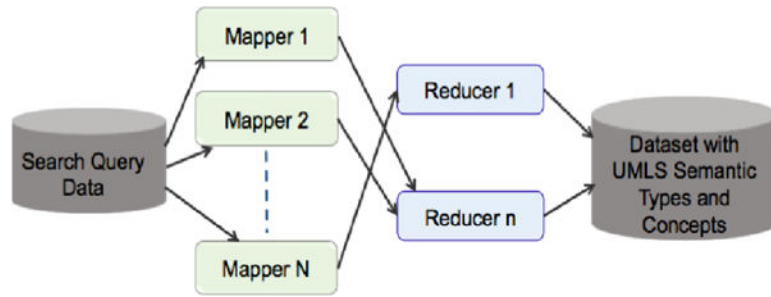 Search Query
Data
Mapper 1
Mapper 2
Mapper N
Reducer 1
Reducer n
Dataset with
UMLS Semantic
Types and
Concepts